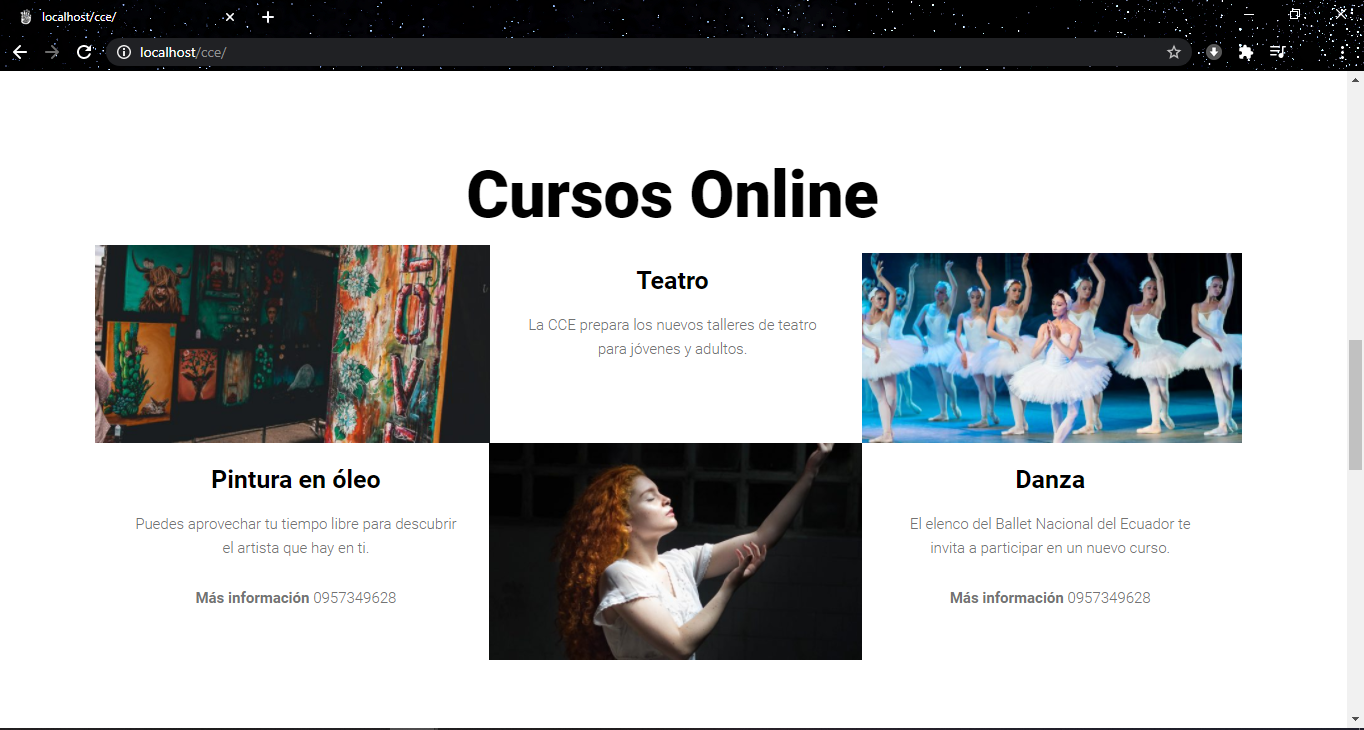 localhost/cce/
localhost/cce/
Cursos Online
Teatro
La CCE prepara los nuevos talleres de teatro
para jóvenes y adultos.
Pintura en óleo
Puedes aprovechar tu tiempo libre para descubrir
el artista que hay en ti.
Más información 0957349628
Danza
El elenco del Ballet Nacional del Ecuador te
invita a participar en un nuevo curso.
Más información 0957349628